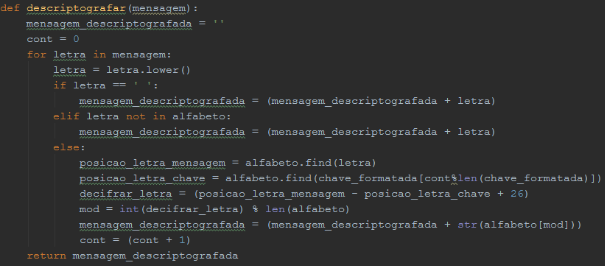 def descriptografar(mensagem):
    mensagem_descriptografada = ''
    cont = 0
    for letra in mensagem:
        letra = letra.lower()
        if letra == ' ':
            mensagem_descriptografada = (mensagem_descriptografada + letra)
        elif letra not in alfabeto:
            mensagem_descriptografada = (mensagem_descriptografada + letra)
        else:
            posicao_letra_mensagem = alfabeto.find(letra)
            posicao_letra_chave = alfabeto.find(chave_formatada[cont%len(chave_formatada)])
            decifrar_letra = (posicao_letra_mensagem - posicao_letra_chave + 26)
            mod = int(decifrar_letra) % len(alfabeto)
            mensagem_descriptografada = (mensagem_descriptografada + str(alfabeto[mod]))
            cont = (cont + 1)
    return mensagem_descriptografada